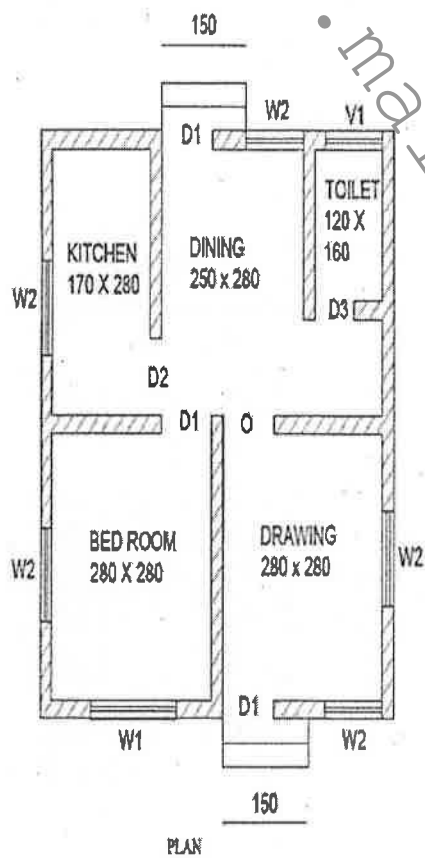 150
W2
V1
D1
TOILET
120 X
160
KITCHEN
170 X 280
DINING
250 x 280
W2
D3
D2
D1
O
BED ROOM
280 X 280
DRAWING
280 x 280
W2
W2
D1
W1
W2
150
PLAN